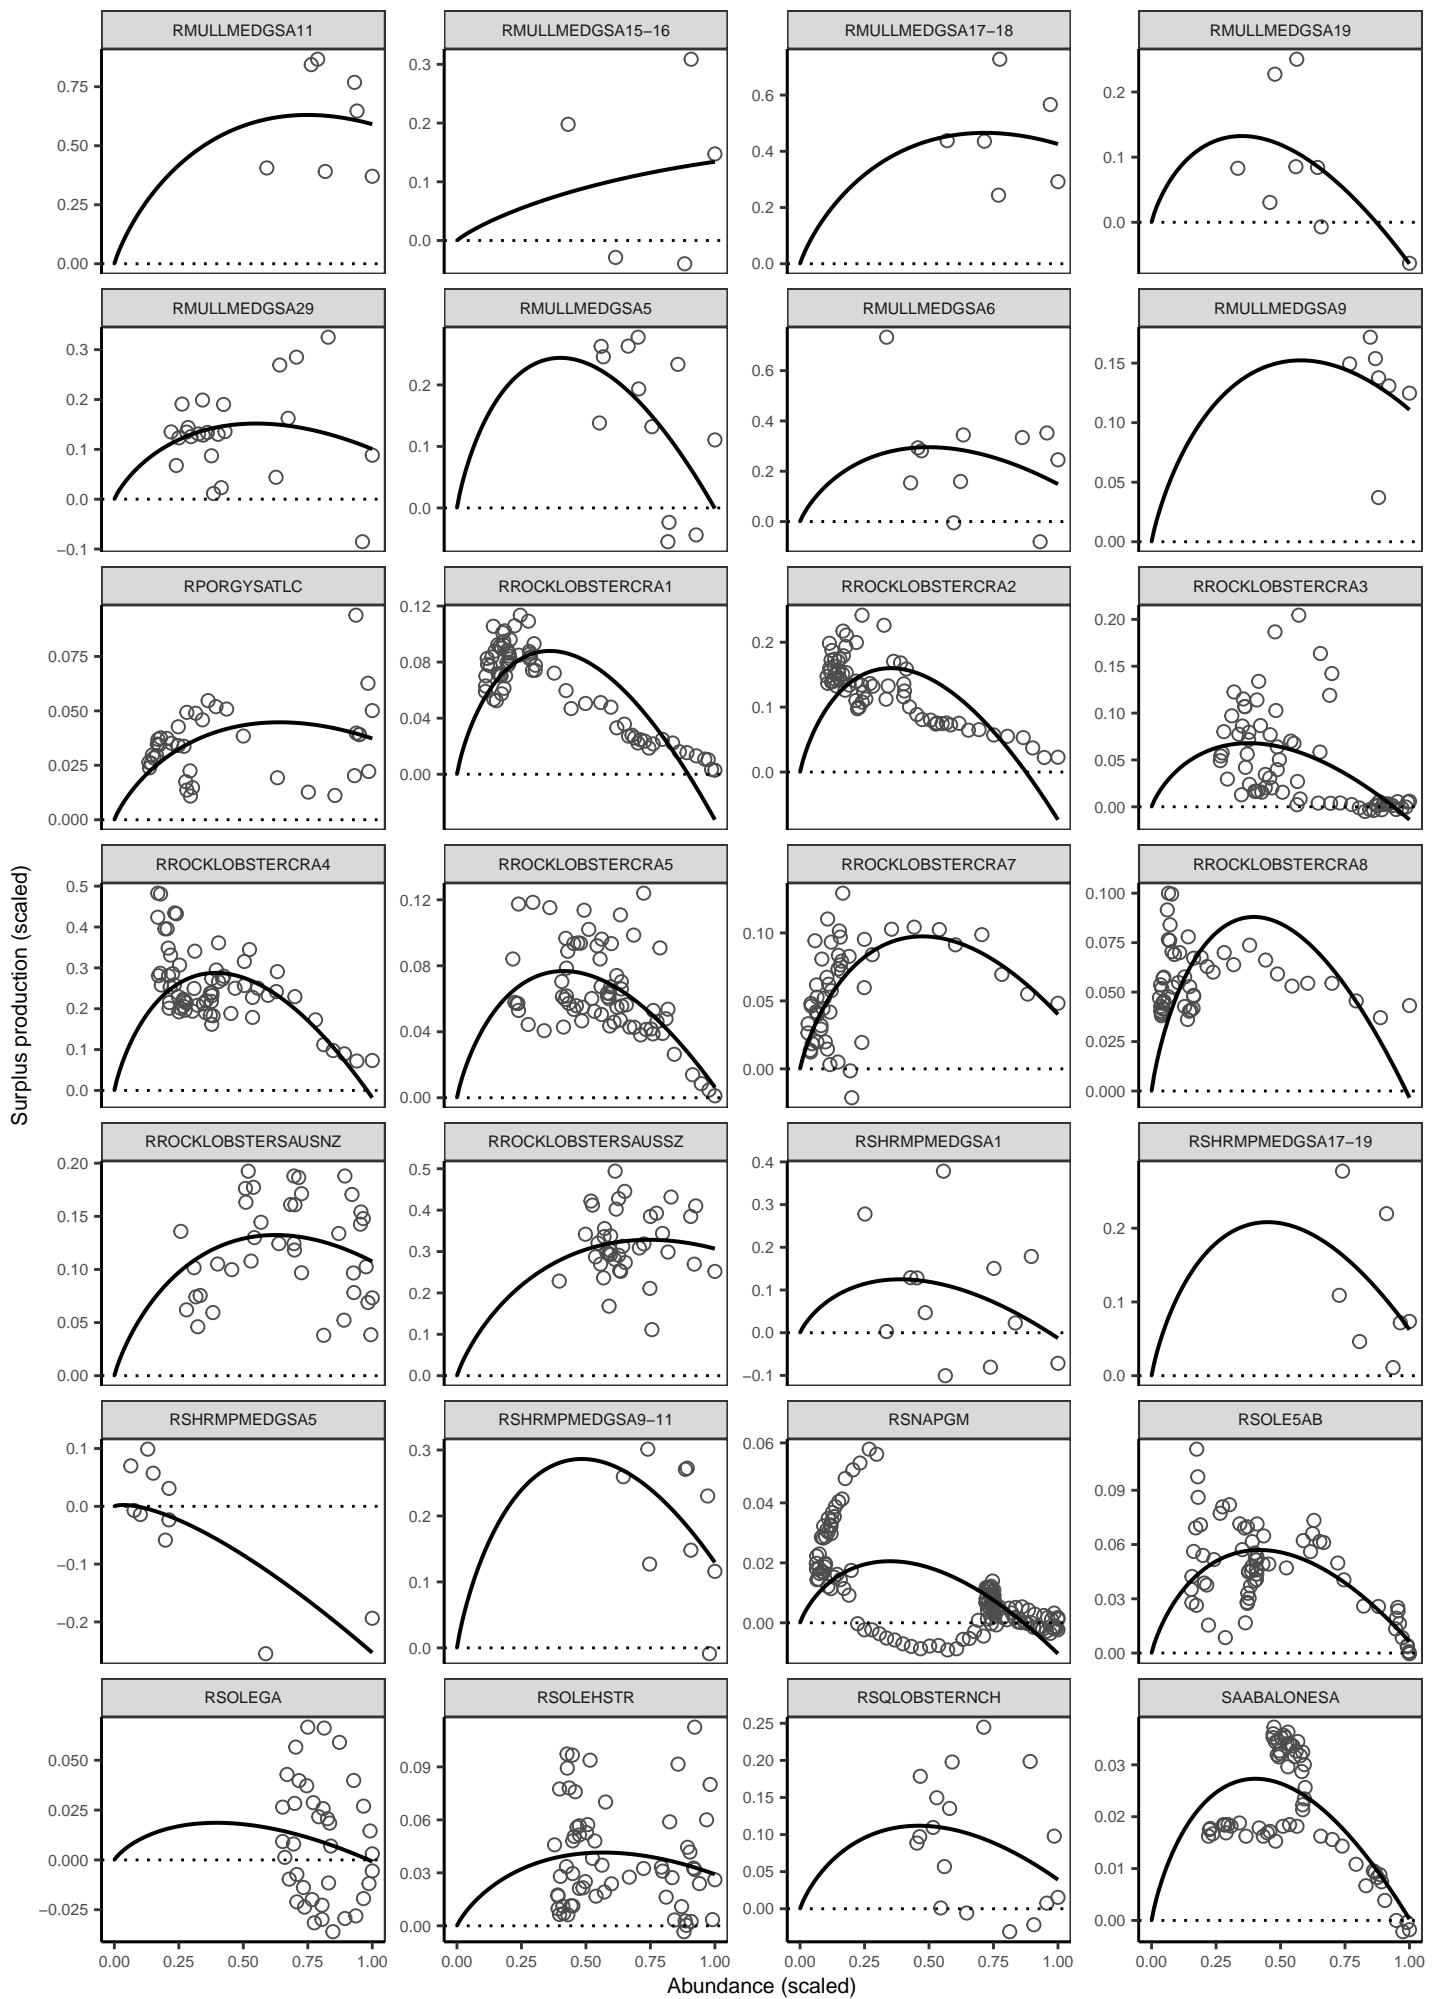 RMULLMEDGSA11 RMULLMEDGSA15−16 RMULLMEDGSA17−18 RMULLMEDGSA19
0.75 0.50 0.25 0.00
0.3 0.2 0.1 0.0
0.6 0.4 0.2 0.0
0.2 0.1 0.0
RMULLMEDGSA29 RMULLMEDGSA5 RMULLMEDGSA6 RMULLMEDGSA9
0.3 0.2 0.1 0.0 −0.1
0.2 0.1 0.0
0.6 0.4 0.2 0.0
0.15 0.10 0.05 0.00
RPORGYSATLC RROCKLOBSTERCRA1 RROCKLOBSTERCRA2 RROCKLOBSTERCRA3
0.075 0.050 0.025 0.000
0.12 0.08 0.04 0.00
0.2 0.1 0.0
0.20 0.15 0.10 0.05 0.00
RROCKLOBSTERCRA4 RROCKLOBSTERCRA5 RROCKLOBSTERCRA7 RROCKLOBSTERCRA8
0.5 0.4 0.3 0.2 0.1 0.0
0.12 0.08 0.04 0.00
0.10 0.05 0.00
0.100 0.075 0.050 0.025 0.000
Surplus production (scaled)
RROCKLOBSTERSAUSNZ RROCKLOBSTERSAUSSZ RSHRMPMEDGSA1 RSHRMPMEDGSA17−19
0.20 0.15 0.10 0.05 0.00
0.5 0.4 0.3 0.2 0.1 0.0
0.4 0.3 0.2 0.1 0.0 −0.1
0.2 0.1 0.0
RSHRMPMEDGSA5 RSHRMPMEDGSA9−11 RSNAPGM RSOLE5AB
0.1 0.0 −0.1 −0.2
0.3 0.2 0.1 0.0
0.06 0.04 0.02 0.00
0.09 0.06 0.03 0.00
RSOLEGA RSOLEHSTR RSQLOBSTERNCH SAABALONESA
0.050 0.025 0.000 −0.025
0.09 0.06 0.03 0.00
0.25 0.20 0.15 0.10 0.05 0.00
0.03 0.02 0.01 0.00
0.00 0.25 0.50 0.75 1.00 0.00 0.25 0.50 0.75 1.00 0.00 0.25 0.50 0.75 1.00 0.00 0.25 0.50 0.75 1.00
Abundance (scaled)